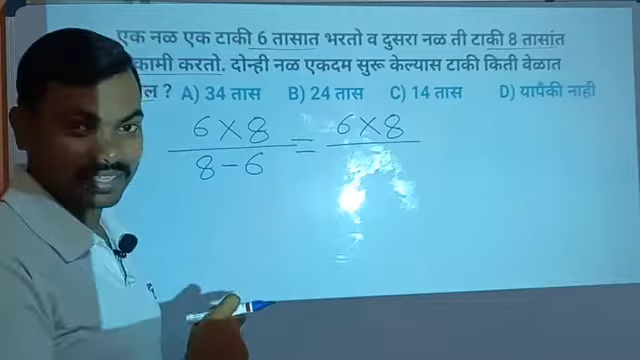 एक नळ एक टाकी 6 तासात भरतो व दुसरा नळ ती टाकी 8 तासांत
कामी करतो. दोन्ही नळ एकदम सुरू केल्यास टाकी किती वेळात
ल ? A) 34 तास B) 24 तास C) 14 तास D) यापैकी नाही
6 × 8 = 6 × 8
8 - 6